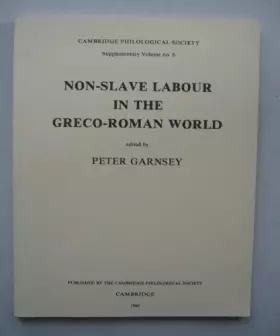 CAMBRIDGE PHILOLOGICAL SOCIETY
Supplementary Volume no. 6
NON-SLAVE LABOUR
IN THE
GRECO-ROMAN WORLD
edited by
PETER GARNSEY
PUBLISHED BY THE CAMBRIDGE PHILOLOGICAL SOCIETY
CAMBRIDGE
1980